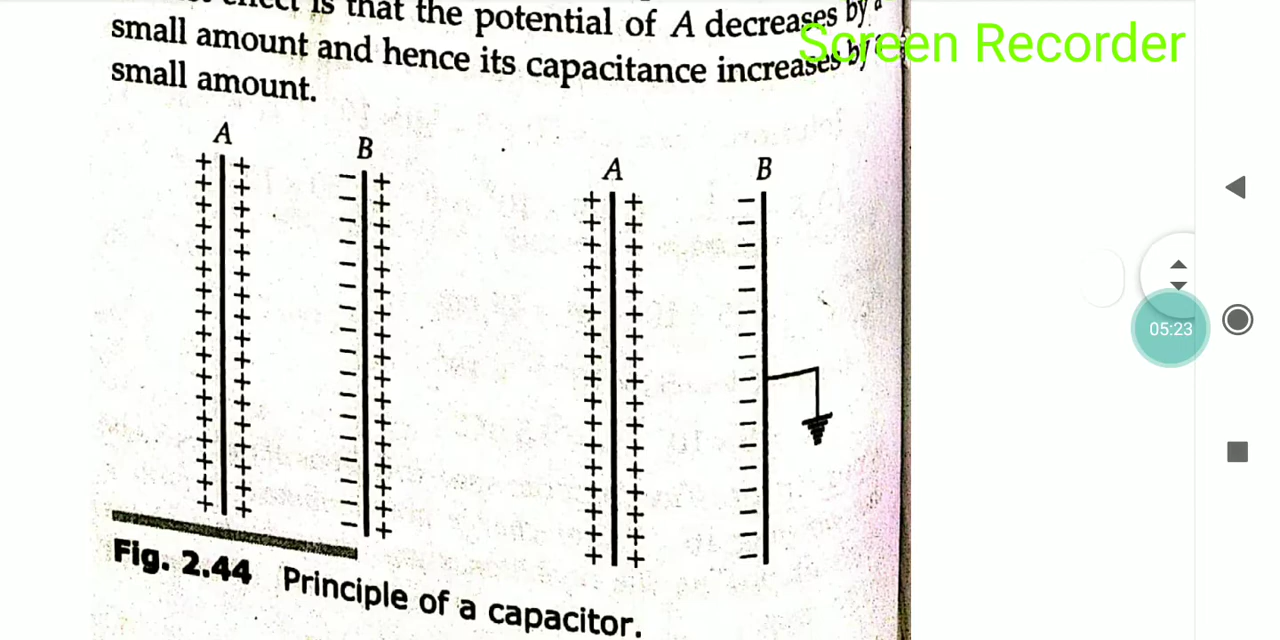 is that the potential of A decreases by a
small amount and hence its capacitance increases by a
small amount.
Screen Recorder
A
B
A
B
05:23
Fig. 2.44 Principle of a capacitor.